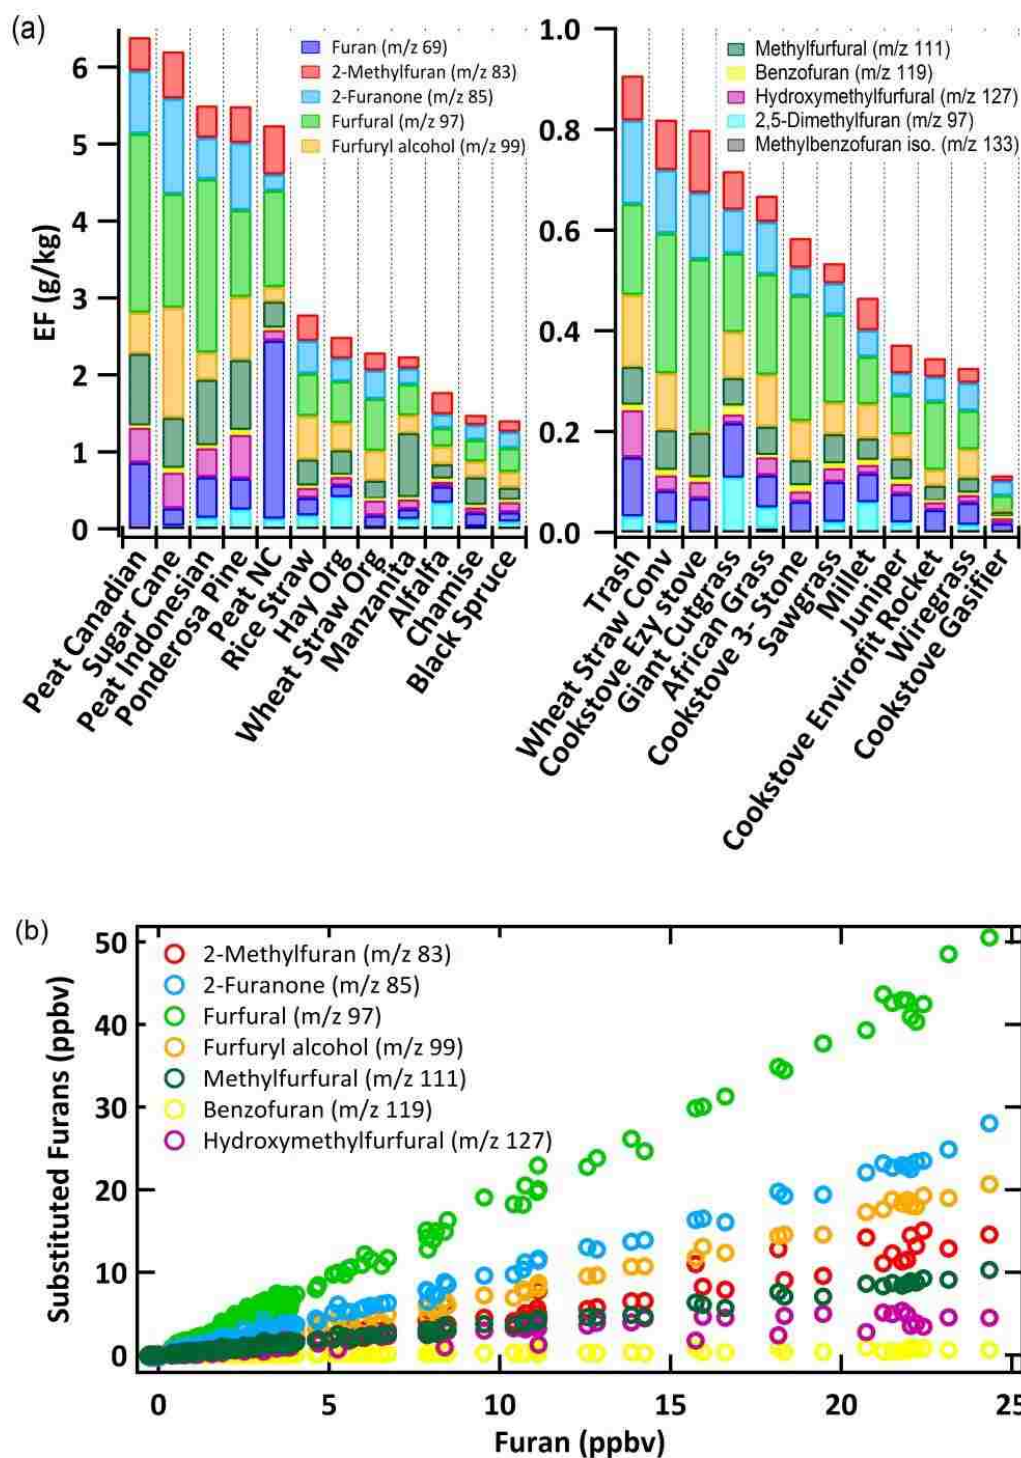 (a)
EF (g/kg)
6
5
4
3
2
1
0
Furan (m/z 69)
2-Methylfuran (m/z 83)
2-Furanone (m/z 85)
Furfural (m/z 97)
Furfuryl alcohol (m/z 99)
Peat Canadian
Sugar Cane
Peat Indonesian
Ponderosa Pine
Peat NC
Rice Straw
Hay Org
Wheat Straw Org
Manzanita
Alfalfa
Chamise
Black Spruce
1.0
0.8
0.6
0.4
0.2
0.0
Methylfurfural (m/z 111)
Benzofuran (m/z 119)
Hydroxymethylfurfural (m/z 127)
2,5-Dimethylfuran (m/z 97)
Methylbenzofuran iso. (m/z 133)
Trash
Wheat Straw Conv
Cookstove Ezy stove
Giant Cutgrass
African Grass
Cookstove 3- Stone
Sawgrass
Millet
Juniper
Cookstove Envirofit Rocket
Wiregrass
Cookstove Gasifier
(b)
Substituted Furans (ppbv)
50
40
30
20
10
0
2-Methylfuran (m/z 83)
2-Furanone (m/z 85)
Furfural (m/z 97)
Furfuryl alcohol (m/z 99)
Methylfurfural (m/z 111)
Benzofuran (m/z 119)
Hydroxymethylfurfural (m/z 127)
0 5 10 15 20 25
Furan (ppbv)